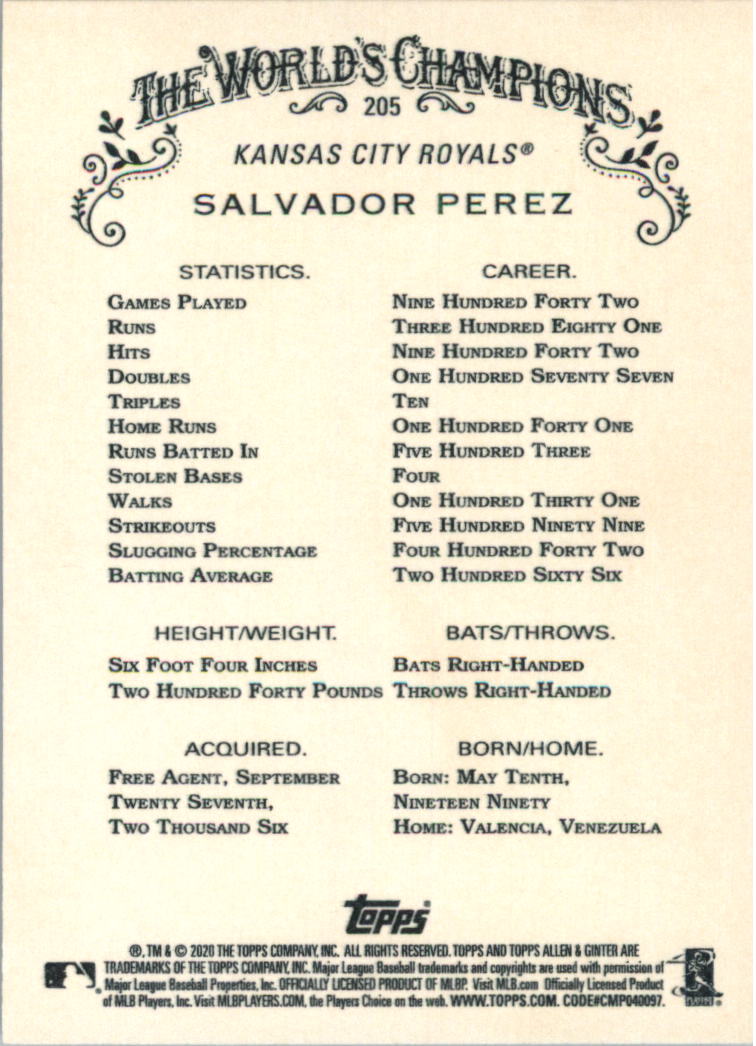 THE WORLD'S CHAMPIONS
205
KANSAS CITY ROYALS®
SALVADOR PEREZ
STATISTICS. CAREER.
GAMES PLAYED NINE HUNDRED FORTY TWO
RUNS THREE HUNDRED EIGHTY ONE
HITS NINE HUNDRED FORTY TWO
DOUBLES ONE HUNDRED SEVENTY SEVEN
TRIPLES TEN
HOME RUNS ONE HUNDRED FORTY ONE
RUNS BATTED IN FIVE HUNDRED THREE
STOLEN BASES FOUR
WALKS ONE HUNDRED THIRTY ONE
STRIKEOUTS FIVE HUNDRED NINETY NINE
SLUGGING PERCENTAGE FOUR HUNDRED FORTY TWO
BATTING AVERAGE TWO HUNDRED SIXTY SIX
HEIGHT/WEIGHT. BATS/THROWS.
SIX FOOT FOUR INCHES BATS RIGHT-HANDED
TWO HUNDRED FORTY POUNDS THROWS RIGHT-HANDED
ACQUIRED. BORN/HOME.
FREE AGENT, SEPTEMBER BORN: MAY TENTH,
TWENTY SEVENTH, NINETEEN NINETY
TWO THOUSAND SIX HOME: VALENCIA, VENEZUELA
topps®
®, TM & © 2020 THE TOPPS COMPANY, INC. ALL RIGHTS RESERVED. TOPPS AND TOPPS ALLEN & GINTER ARE
TRADEMARKS OF THE TOPPS COMPANY, INC. Major League Baseball trademarks and copyrights are used with permission of
Major League Baseball Properties, Inc. OFFICIALLY LICENSED PRODUCT OF MLBP. Visit MLB.com Officially Licensed Product
of MLB Players, Inc. Visit MLBPLAYERS.COM, the Players Choice on the web. WWW.TOPPS.COM. CODE#CMP040097.